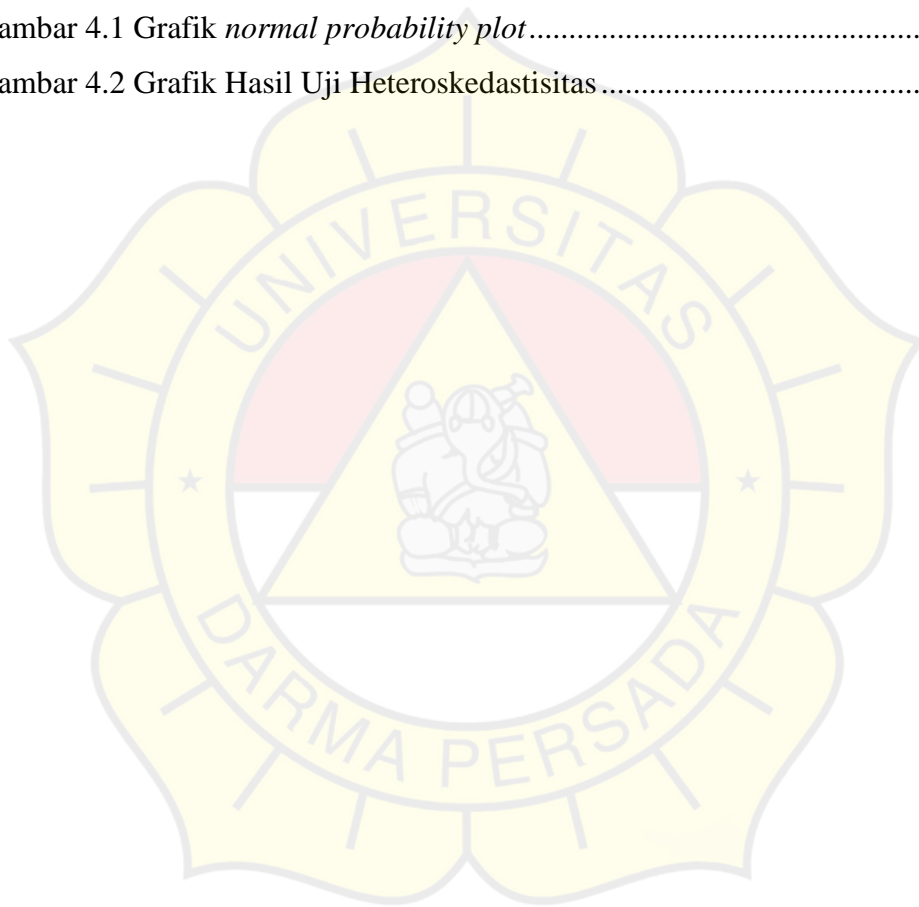 ambar 4.1 Grafik normal probability plot.......................................
ambar 4.2 Grafik Hasil Uji Heteroskedastisitas.......................................
UNIVERSITAS
DARMA PERSADA